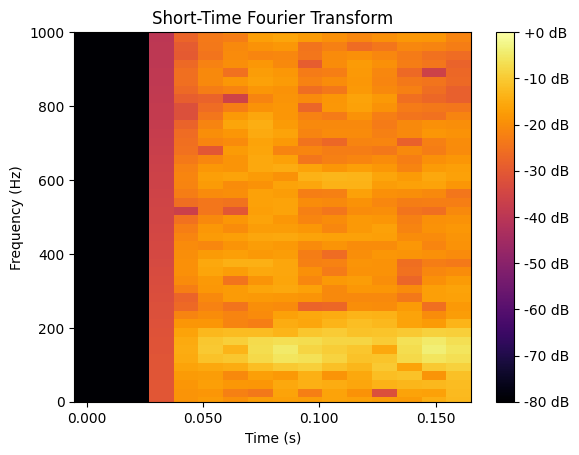 Short-Time Fourier Transform
Frequency (Hz)
1000
800
600
400
200
0
0.000
0.050
0.100
0.150
Time (s)
+0 dB
-10 dB
-20 dB
-30 dB
-40 dB
-50 dB
-60 dB
-70 dB
-80 dB